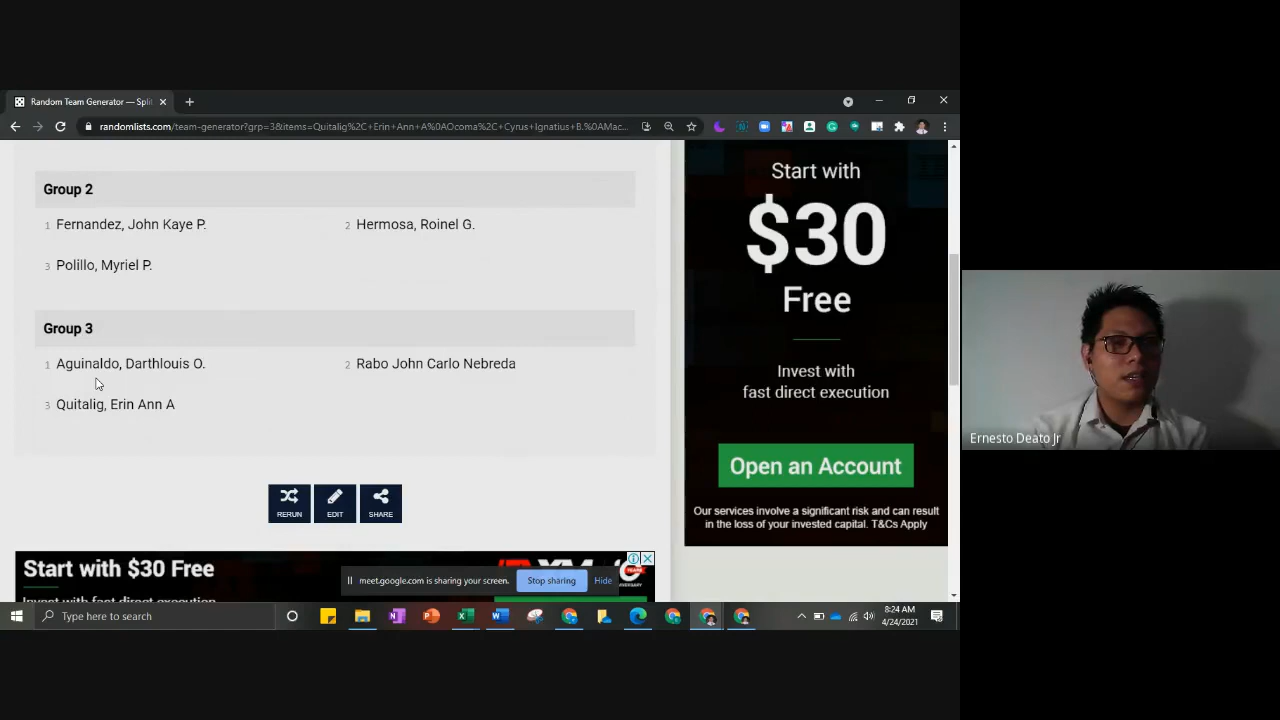 Random Team Generator — Spli
randomlists.com/team-generator?grp=3&items=Quitalig%2C+Erin+Ann+A%0AOcoma%2C+Cyrus+Ignatius+B.%0AMac...
Group 2
1 Fernandez, John Kaye P.
2 Hermosa, Roinel G.
3 Polillo, Myriel P.
Group 3
1 Aguinaldo, Darthlouis O.
2 Rabo John Carlo Nebreda
3 Quitalig, Erin Ann A
RERUN
EDIT
SHARE
Start with $30 Free
Start with
$30
Free
Invest with
fast direct execution
Open an Account
Our services involve a significant risk and can result
in the loss of your invested capital. T&Cs Apply
meet.google.com is sharing your screen.
Stop sharing
Hide
Type here to search
8:24 AM
4/24/2021
Ernesto Deato Jr